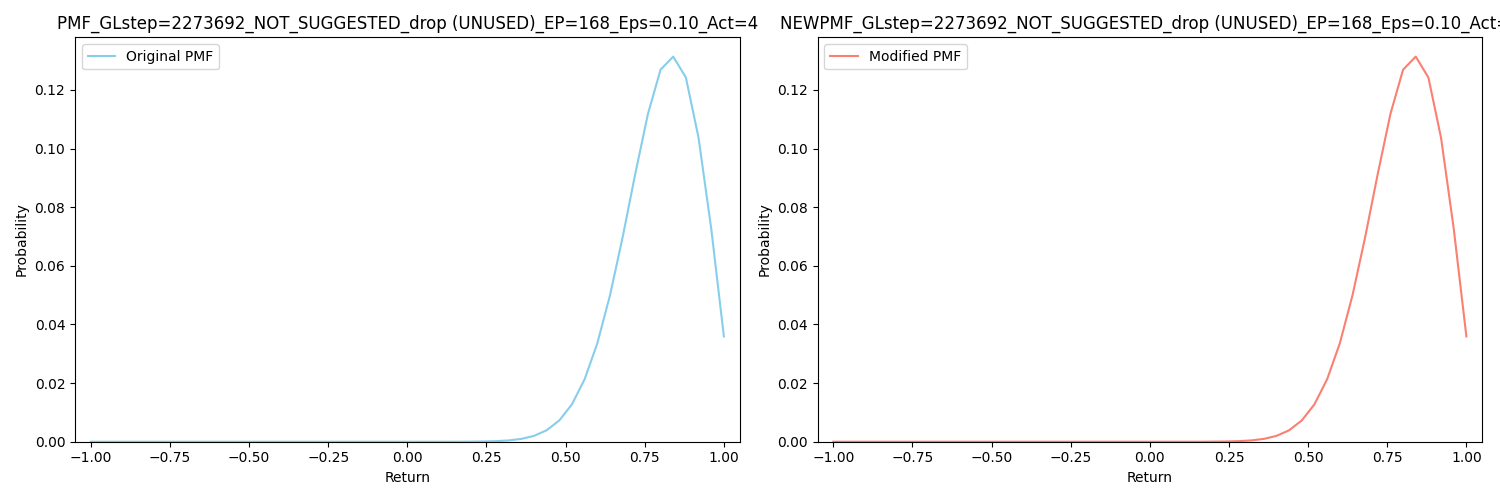 PMF_GLstep=2273692_NOT_SUGGESTED_drop (UNUSED)_EP=168_Eps=0.10_Act=4
Original PMF
Probability
0.12
0.10
0.08
0.06
0.04
0.02
0.00
−1.00 −0.75 −0.50 −0.25 0.00 0.25 0.50 0.75 1.00
Return
NEWPMF_GLstep=2273692_NOT_SUGGESTED_drop (UNUSED)_EP=168_Eps=0.10_Act=
Modified PMF
Probability
0.12
0.10
0.08
0.06
0.04
0.02
0.00
−1.00 −0.75 −0.50 −0.25 0.00 0.25 0.50 0.75 1.00
Return